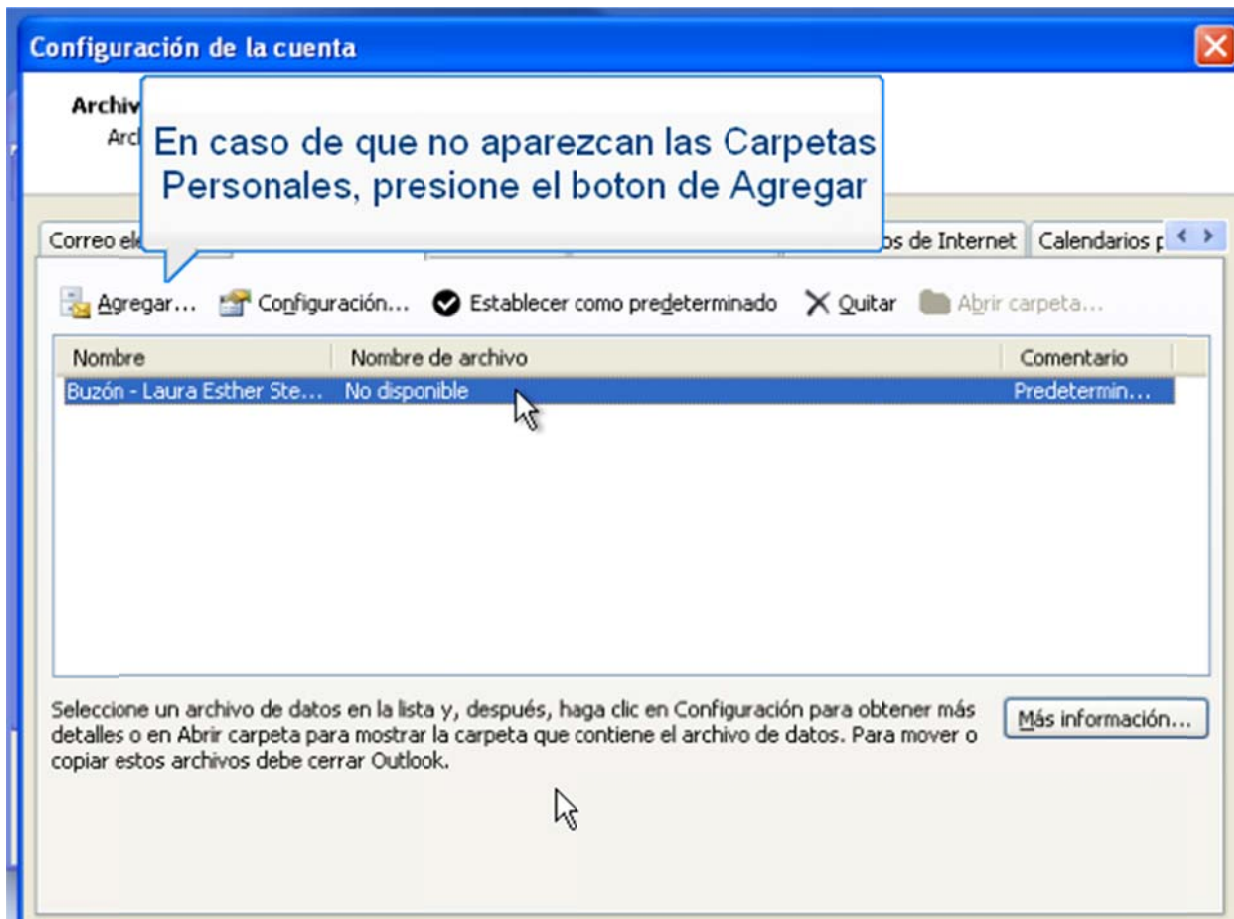 Configuración de la cuenta
En caso de que no aparezcan las Carpetas
Personales, presione el boton de Agregar
Correo de Internet Calendarios
Agregar... Configuración... Establecer como predeterminado Quitar Abrir carpeta...
Nombre Nombre de archivo Comentario
Buzón - Laura Esther Ste... No disponible Predetermin...
Seleccione un archivo de datos en la lista y, después, haga clic en Configuración para obtener más
detalles o en Abrir carpeta para mostrar la carpeta que contiene el archivo de datos. Para mover o
copiar estos archivos debe cerrar Outlook.
Más información...